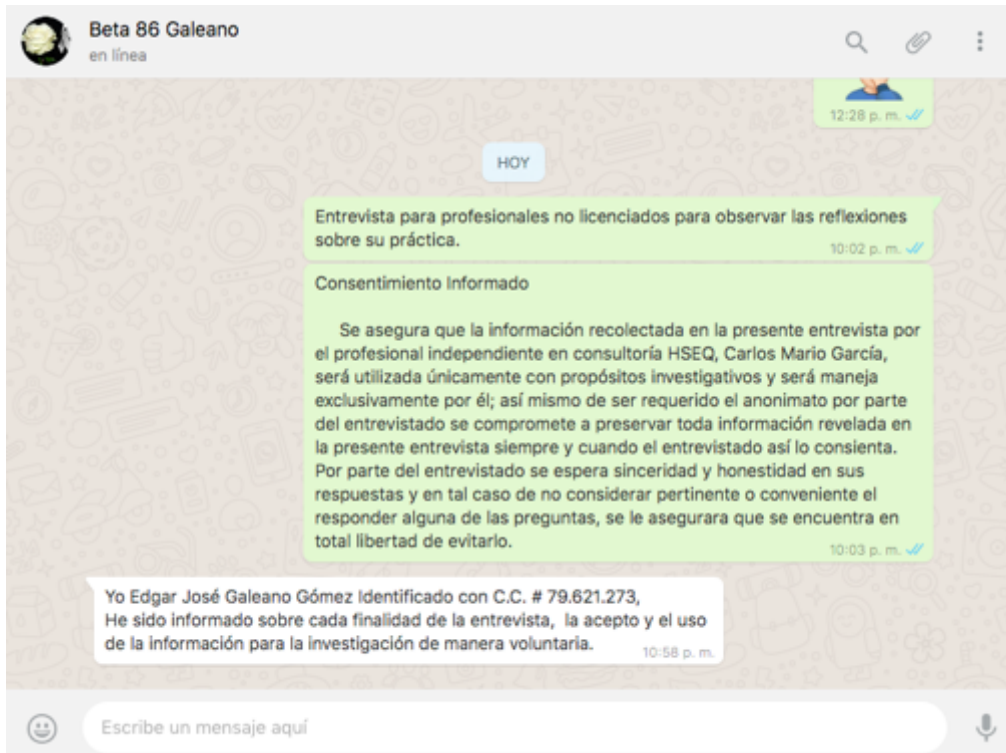 Beta 86 Galeano
en línea
12:28 p. m.
HOY
Entrevista para profesionales no licenciados para observar las reflexiones
sobre su práctica.
10:02 p. m.
Consentimiento Informado
Se asegura que la información recolectada en la presente entrevista por
el profesional independiente en consultoría HSEQ, Carlos Mario García,
será utilizada únicamente con propósitos investigativos y será maneja
exclusivamente por él; así mismo de ser requerido el anonimato por parte
del entrevistado se compromete a preservar toda información revelada en
la presente entrevista siempre y cuando el entrevistado así lo consienta.
Por parte del entrevistado se espera sinceridad y honestidad en sus
respuestas y en tal caso de no considerar pertinente o conveniente el
responder alguna de las preguntas, se le asegurara que se encuentra en
total libertad de evitarlo.
10:03 p. m.
Yo Edgar José Galeano Gómez Identificado con C.C. # 79.621.273,
He sido informado sobre cada finalidad de la entrevista, la acepto y el uso
de la información para la investigación de manera voluntaria.
10:58 p. m.
Escribe un mensaje aquí